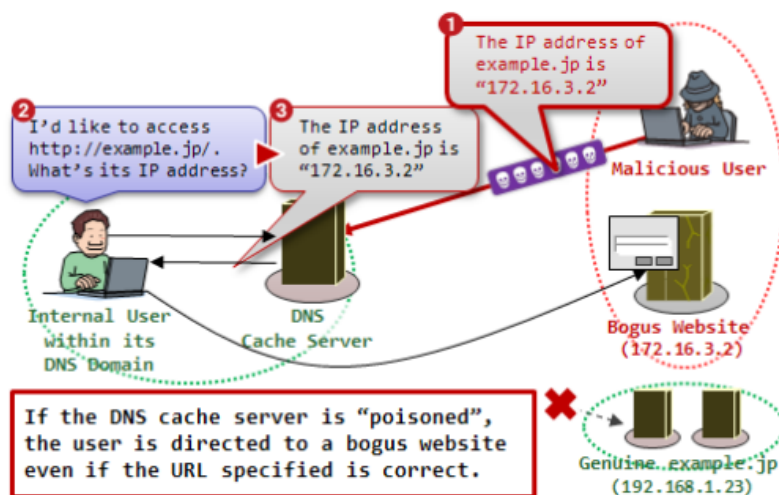 1
The IP address of
example.jp is
“172.16.3.2”
2
I’d like to access
http://example.jp/.
What’s its IP address?
3
The IP address
of example.jp is
“172.16.3.2”
Malicious User
Internal User
within its
DNS Domain
DNS
Cache Server
Bogus Website
(172.16.3.2)
If the DNS cache server is “poisoned”,
the user is directed to a bogus website
even if the URL specified is correct.
Genuine example.jp
(192.168.1.23)